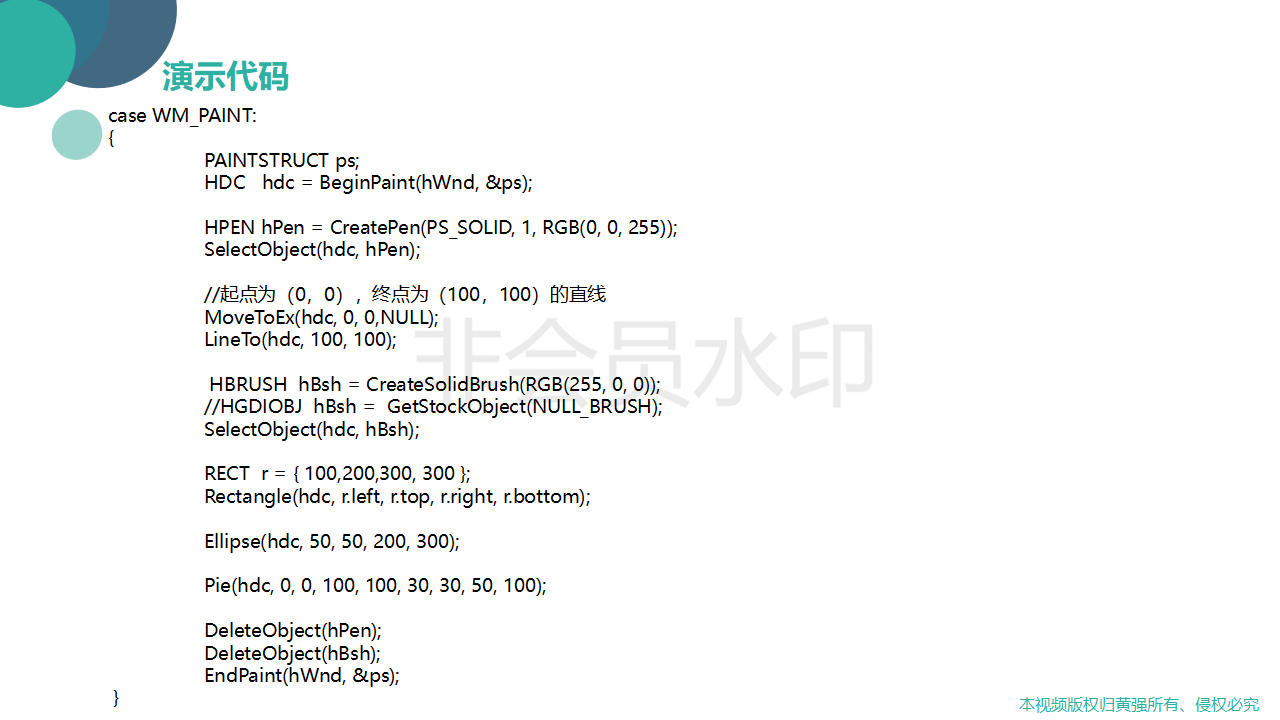 演示代码
case WM_PAINT:
{
PAINTSTRUCT ps;
HDC   hdc = BeginPaint(hWnd, &ps);
HPEN hPen = CreatePen(PS_SOLID, 1, RGB(0, 0, 255));
SelectObject(hdc, hPen);
//起点为（0，0），终点为（100，100）的直线
MoveToEx(hdc, 0, 0,NULL);
LineTo(hdc, 100, 100);
非会员水印
HBRUSH  hBsh = CreateSolidBrush(RGB(255, 0, 0));
//HGDIOBJ  hBsh =  GetStockObject(NULL_BRUSH);
SelectObject(hdc, hBsh);
RECT  r = { 100,200,300, 300 };
Rectangle(hdc, r.left, r.top, r.right, r.bottom);
Ellipse(hdc, 50, 50, 200, 300);
Pie(hdc, 0, 0, 100, 100, 30, 30, 50, 100);
DeleteObject(hPen);
DeleteObject(hBsh);
EndPaint(hWnd, &ps);
}
本视频版权归黄强所有、侵权必究